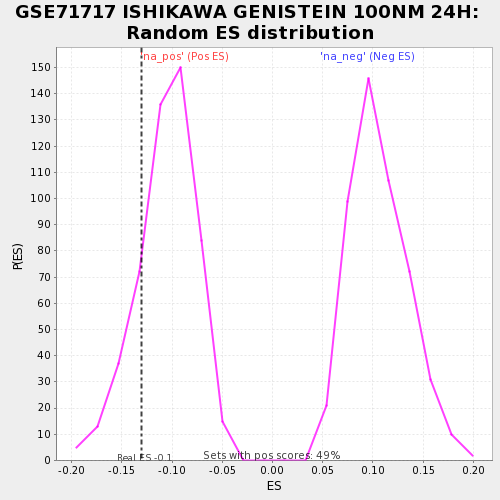 GSE71717 ISHIKAWA GENISTEIN 100NM 24H:
Random ES distribution
'na_pos' (Pos ES)
'na_neg' (Neg ES)
P(ES)
150
140
130
120
110
100
90
80
70
60
50
40
30
20
10
0
Real ES -0.1
Sets with pos scores: 49%
-0.20 -0.15 -0.10 -0.05 0.00 0.05 0.10 0.15 0.20
ES